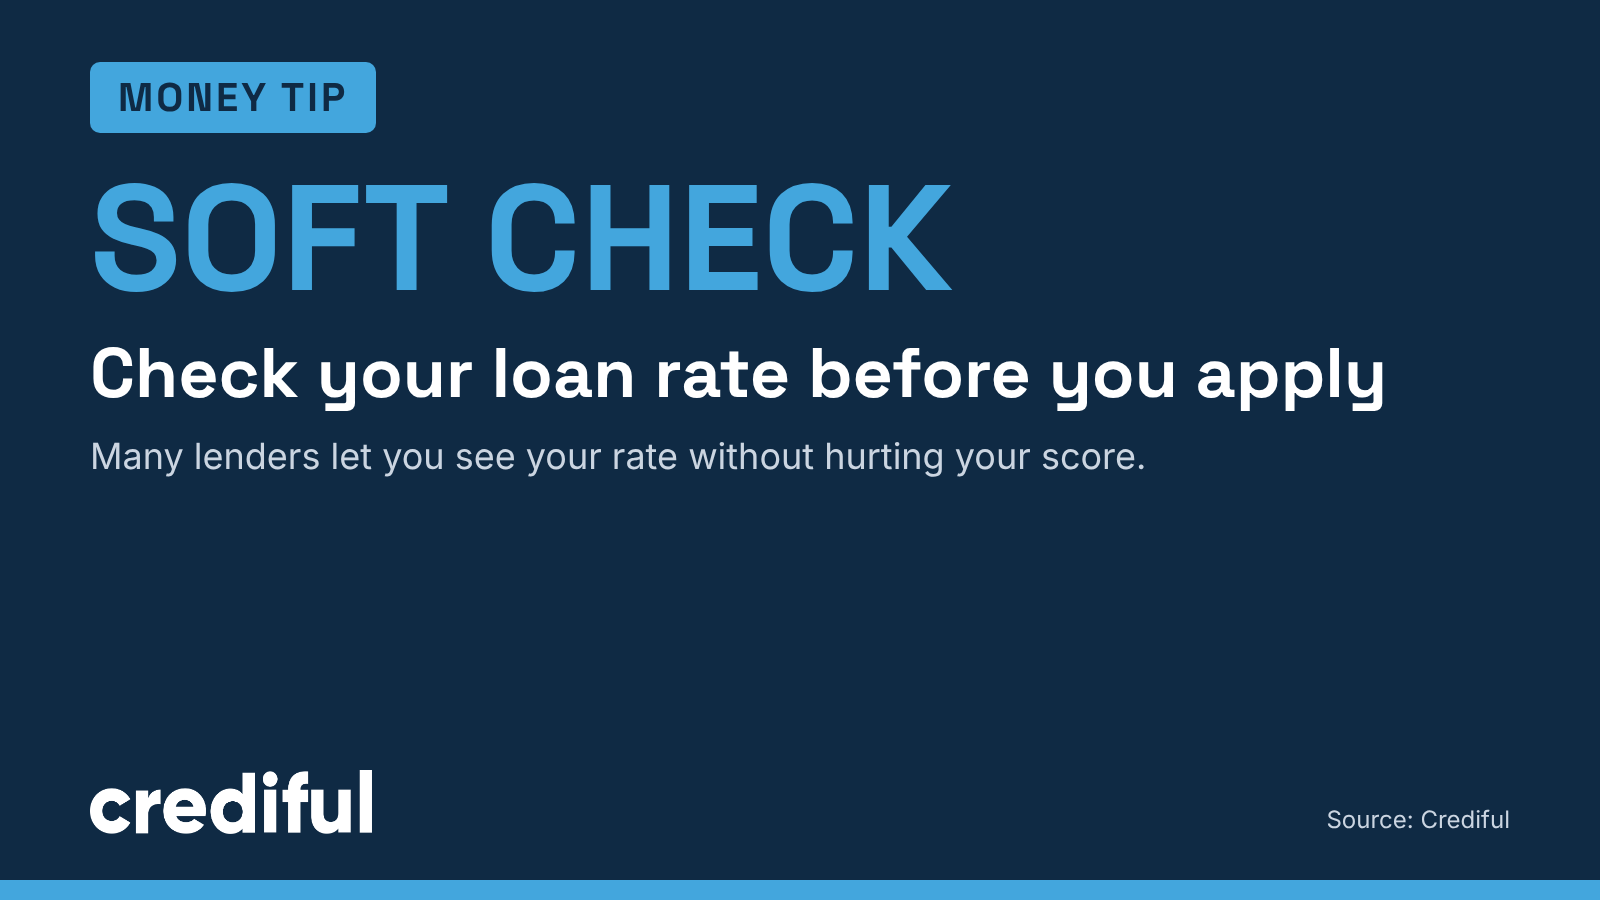 MONEY TIP
SOFT CHECK
Check your loan rate before you apply
Many lenders let you see your rate without hurting your score.
crediful
Source: Crediful